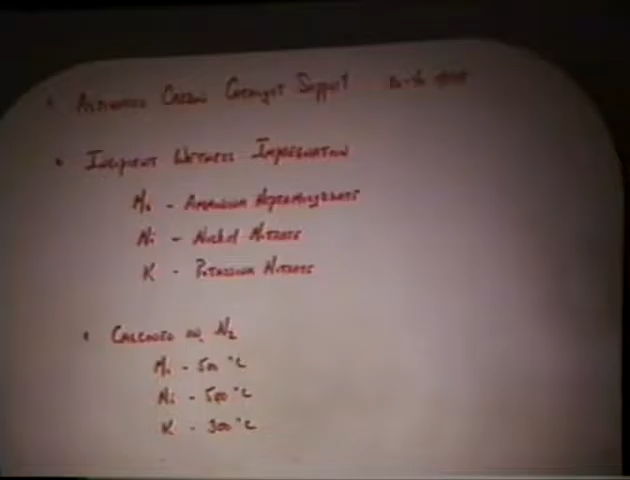 • ACTIVATED CARBON CATALYST SUPPORT
• INCIPIENT WETNESS IMPREGNATION
Mo - AMMONIUM HEPTAMOLYBDATE
Ni - NICKEL NITRATE
K - POTASSIUM NITRATE
• CALCINED IN N2
Mo - 500 °C
Ni - 500 °C
K - 300 °C